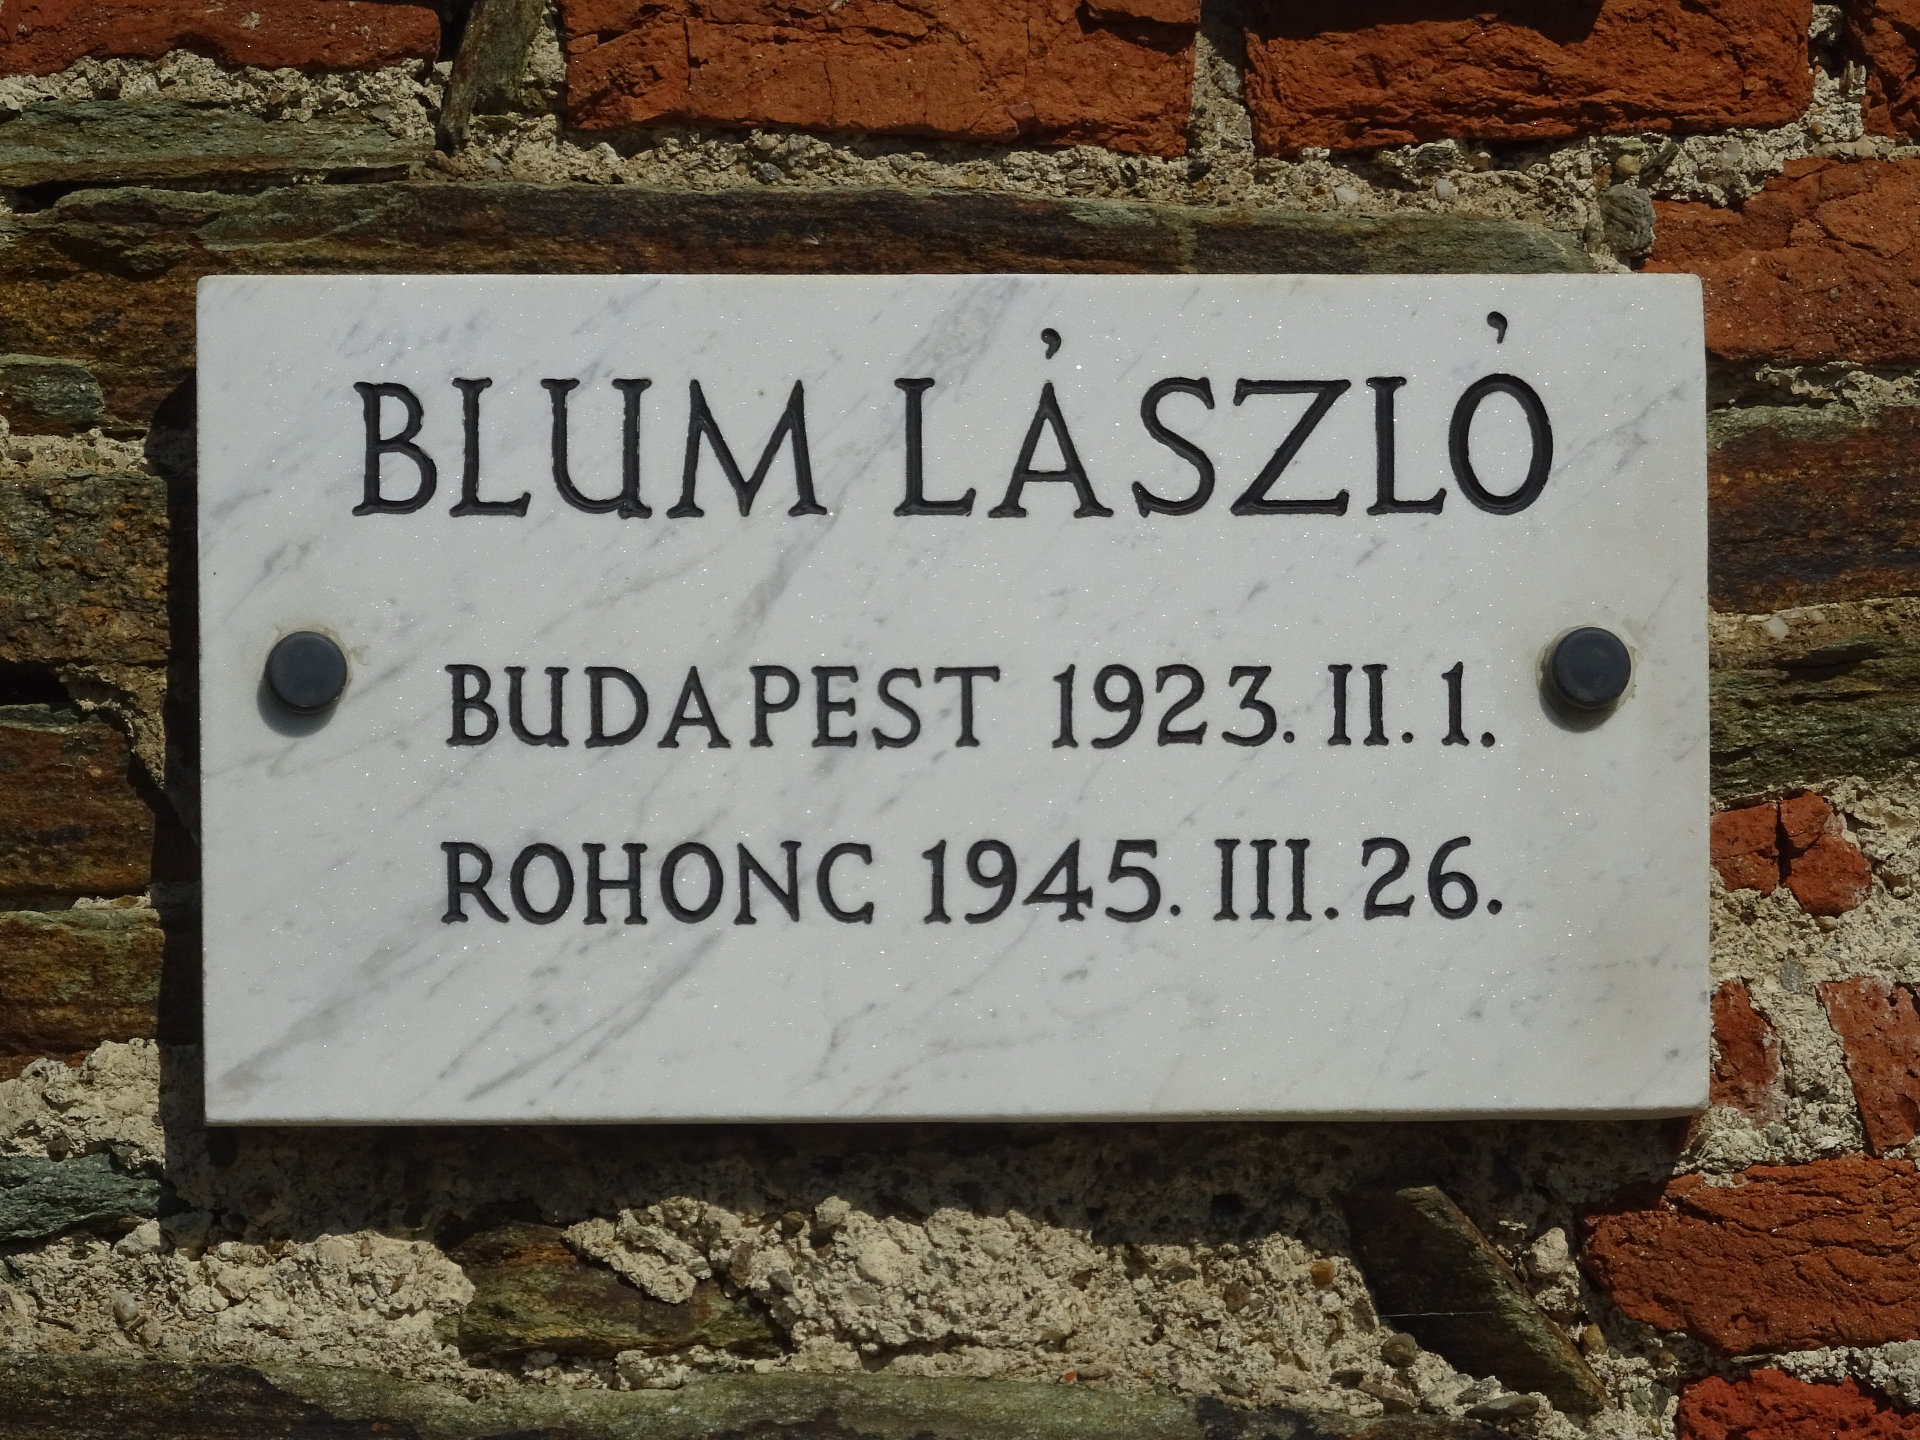 BLUM LÁSZLÓ
BUDAPEST 1923. II. 1.
ROHONC 1945. III. 26.